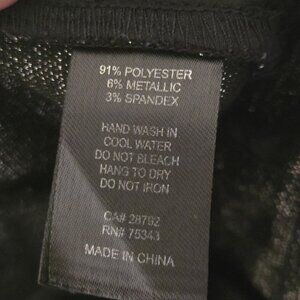 91% POLYESTER
6% METALLIC
3% SPANDEX
HAND WASH IN
COOL WATER
DO NOT BLEACH
HANG TO DRY
DO NOT IRON
CA# 28792
RN# 75343
MADE IN CHINA